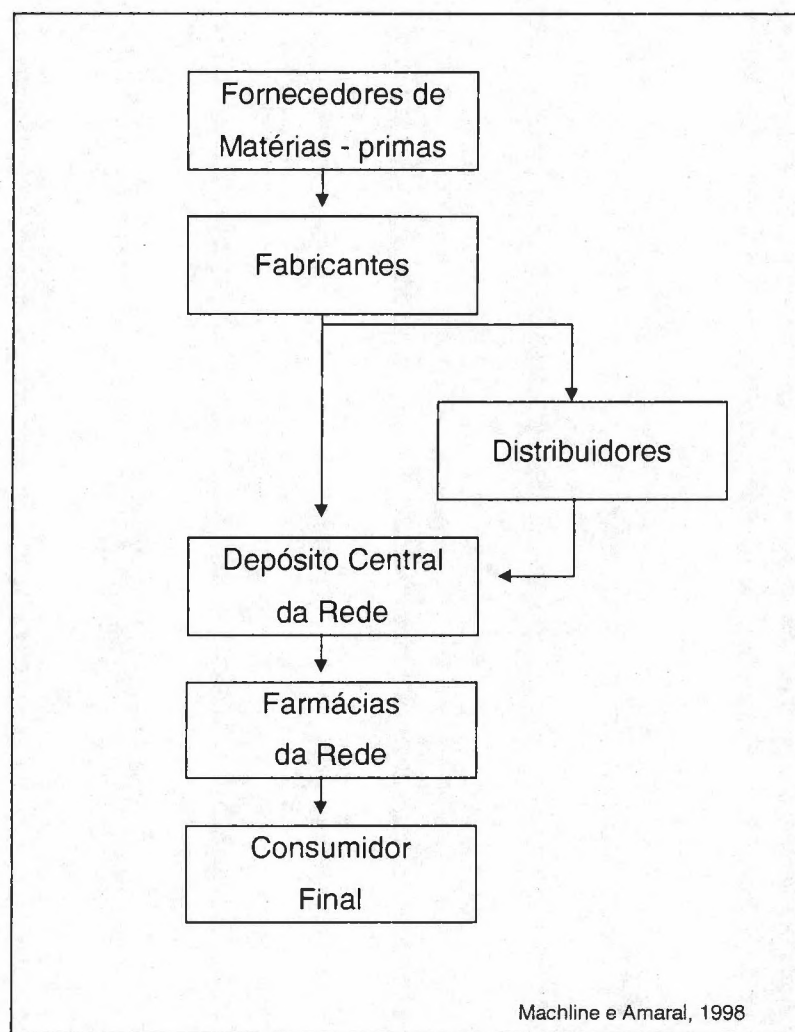 Fornecedores de
Matérias - primas
Fabricantes
Distribuidores
Depósito Central
da Rede
Farmácias
da Rede
Consumidor
Final
Machline e Amaral, 1998